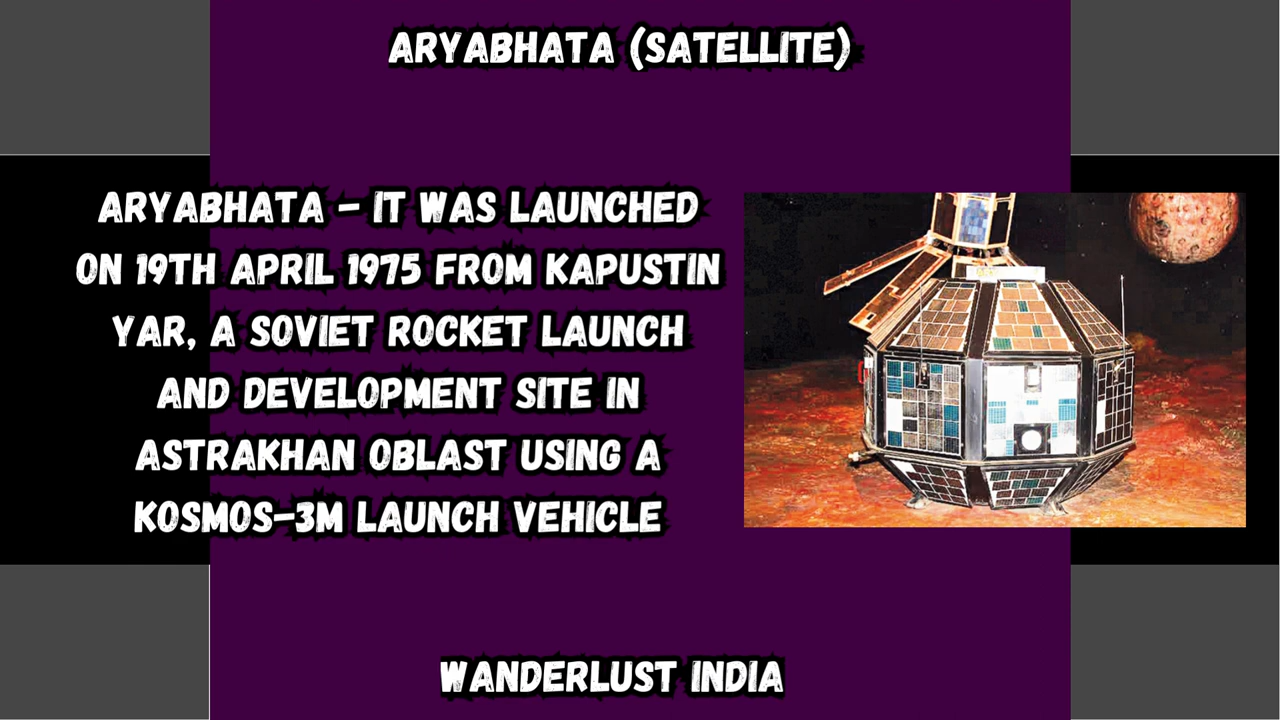 ARYABHATA (SATELLITE)
ARYABHATA – IT WAS LAUNCHED
ON 19TH APRIL 1975 FROM KAPUSTIN
YAR, A SOVIET ROCKET LAUNCH
AND DEVELOPMENT SITE IN
ASTRAKHAN OBLAST USING A
KOSMOS-3M LAUNCH VEHICLE
WANDERLUST INDIA